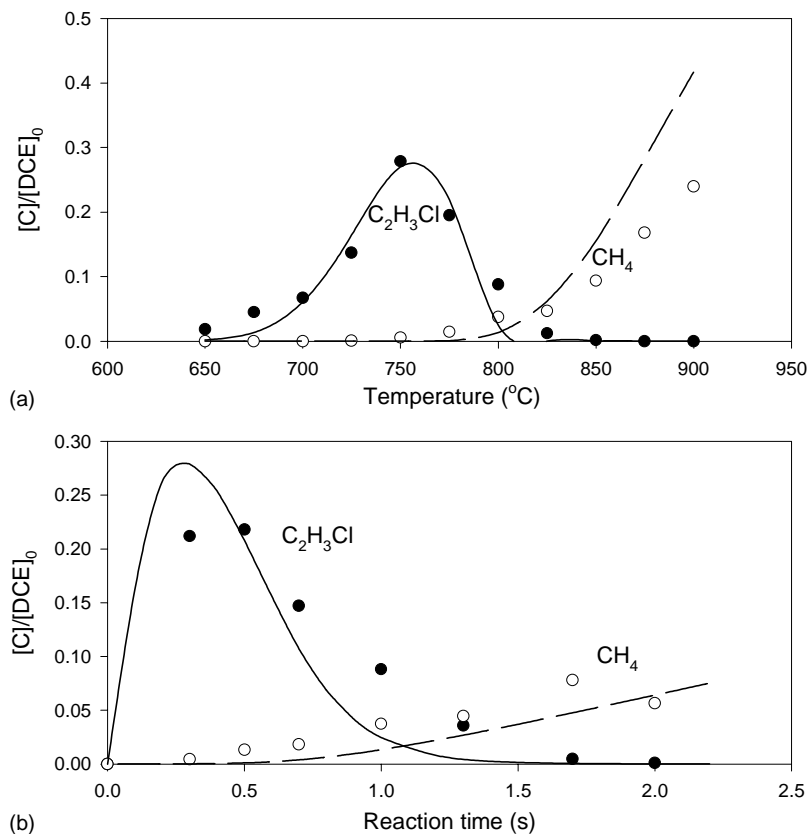 0.5
[C]/[DCE]₀
0.4
0.3
C₂H₃Cl
0.2
CH₄
0.1
0.0
600 650 700 750 800 850 900 950
(a)
Temperature (°C)
0.30
[C]/[DCE]₀
0.25
C₂H₃Cl
0.20
0.15
CH₄
0.10
0.05
0.00
0.0 0.5 1.0 1.5 2.0 2.5
(b)
Reaction time (s)